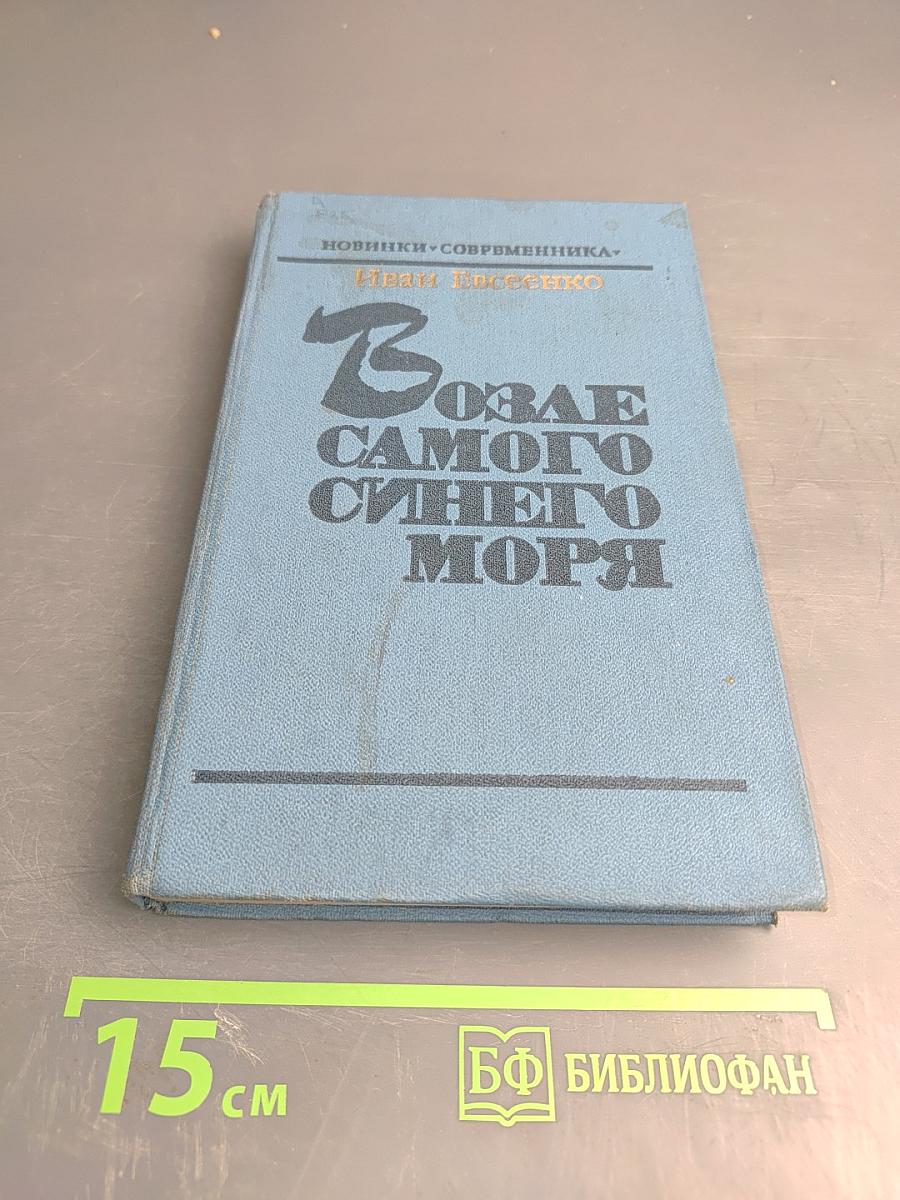 НОВИНКИ•СОВРЕМЕННИКА•
Иван Евсеенко
ВОЗЛЕ
САМОГО
СИНЕГО
МОРЯ
15 см
БФ БИБЛИОФАН